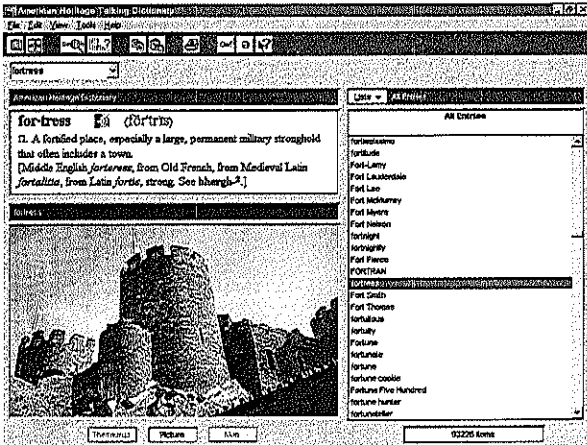 American Heritage Talking Dictionary
File Edit View Tools Help
fortress
American Heritage Dictionary
for·tress (fôr′trĭs)
n. A fortified place, especially a large, permanent military stronghold
that often includes a town.
[Middle English forteress, from Old French, from Medieval Latin
fortalitia, from Latin fortis, strong. See bhergh-2.]
fortress
Thesaurus Picture
Lists All Entries
All Entries
fortissimo
fortitude
Fort-Lamy
Fort Lauderdale
Fort Lee
Fort McMurray
Fort Myers
Fort Nelson
fortnight
fortnightly
Fort Pierce
FORTRAN
fortress
Fort Smith
Fort Thomas
fortuitous
fortuity
Fortuna
fortunate
fortune
fortune cookie
Fortune Five Hundred
fortune hunter
fortuneteller
93226 items